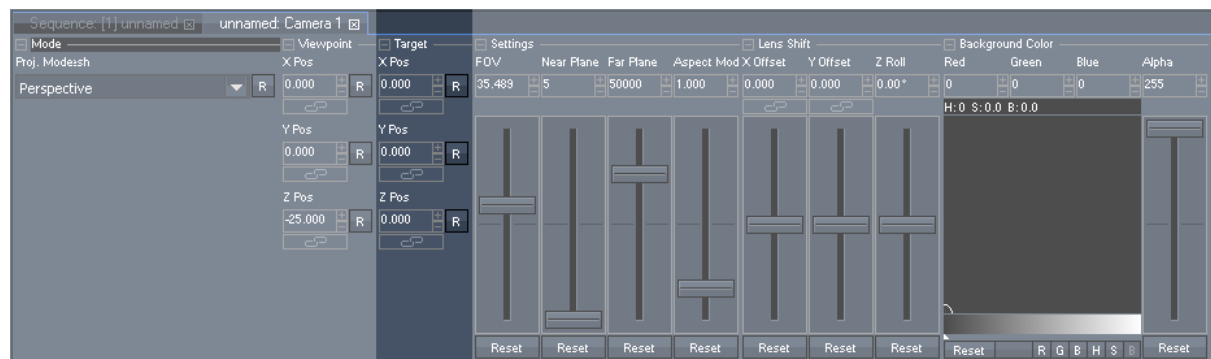 Sequence: [1] unnamed
unnamed: Camera 1
Mode
Viewpoint
Target
Settings
Lens Shift
Background Color
Proj. Mode:sh
X Pos
X Pos
FOV
Near Plane
Far Plane
Aspect Mod
X Offset
Y Offset
Z Roll
Red
Green
Blue
Alpha
Perspective
R
0.000
R
0.000
R
35.489
5
50000
1.000
0.000
0.000
0.00°
0
0
0
255
H:0 S:0.0 B:0.0
Y Pos
Y Pos
0.000
R
0.000
R
Z Pos
Z Pos
-25.000
R
0.000
R
Reset
Reset
Reset
Reset
Reset
Reset
Reset
Reset
R
G
B
H
S
B
Reset